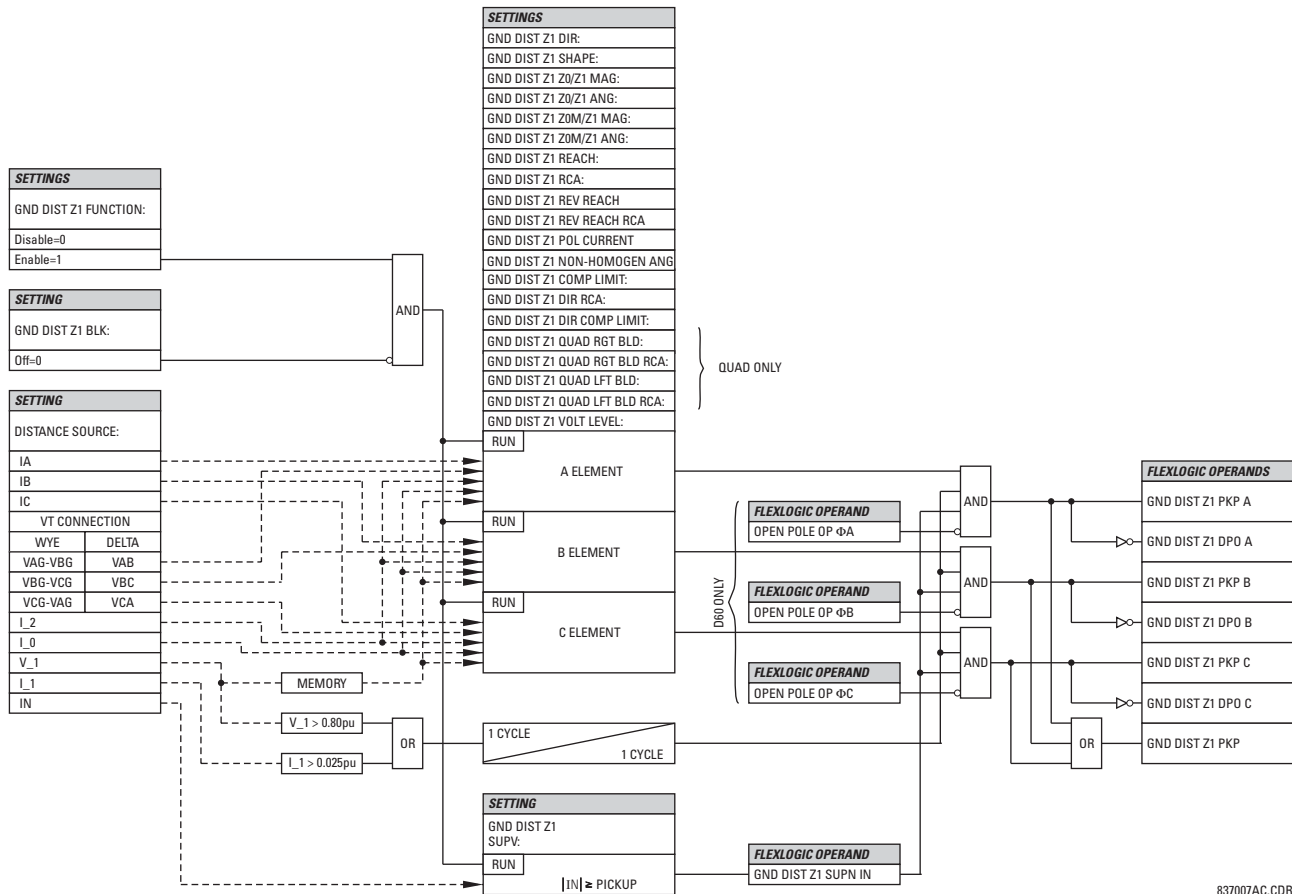 SETTINGS
GND DIST Z1 DIR:
GND DIST Z1 SHAPE:
GND DIST Z1 Z0/Z1 MAG:
GND DIST Z1 Z0/Z1 ANG:
GND DIST Z1 Z0M/Z1 MAG:
GND DIST Z1 Z0M/Z1 ANG:
GND DIST Z1 REACH:
GND DIST Z1 RCA:
GND DIST Z1 REV REACH
GND DIST Z1 REV REACH RCA
GND DIST Z1 POL CURRENT
GND DIST Z1 NON-HOMOGEN ANG
GND DIST Z1 COMP LIMIT:
GND DIST Z1 DIR RCA:
GND DIST Z1 DIR COMP LIMIT:
GND DIST Z1 QUAD RGT BLD:
GND DIST Z1 QUAD RGT BLD RCA:
GND DIST Z1 QUAD LFT BLD:
GND DIST Z1 QUAD LFT BLD RCA:
GND DIST Z1 VOLT LEVEL:
QUAD ONLY
RUN
A ELEMENT
RUN
B ELEMENT
RUN
C ELEMENT
SETTINGS
GND DIST Z1 FUNCTION:
Disable=0
Enable=1
SETTING
GND DIST Z1 BLK:
Off=0
AND
SETTING
DISTANCE SOURCE:
IA
IB
IC
VT CONNECTION
WYE DELTA
VAG-VBG VAB
VBG-VCG VBC
VCG-VAG VCA
I_2
I_0
V_1
I_1
IN
MEMORY
V_1 > 0.80pu
I_1 > 0.025pu
OR
1 CYCLE
1 CYCLE
SETTING
GND DIST Z1
SUPV:
RUN
|IN| ≥ PICKUP
D60 ONLY
FLEXLOGIC OPERAND
OPEN POLE OP ΦA
FLEXLOGIC OPERAND
OPEN POLE OP ΦB
FLEXLOGIC OPERAND
OPEN POLE OP ΦC
FLEXLOGIC OPERAND
GND DIST Z1 SUPN IN
AND
AND
AND
OR
FLEXLOGIC OPERANDS
GND DIST Z1 PKP A
GND DIST Z1 DPO A
GND DIST Z1 PKP B
GND DIST Z1 DPO B
GND DIST Z1 PKP C
GND DIST Z1 DPO C
GND DIST Z1 PKP
837007AC.CDR